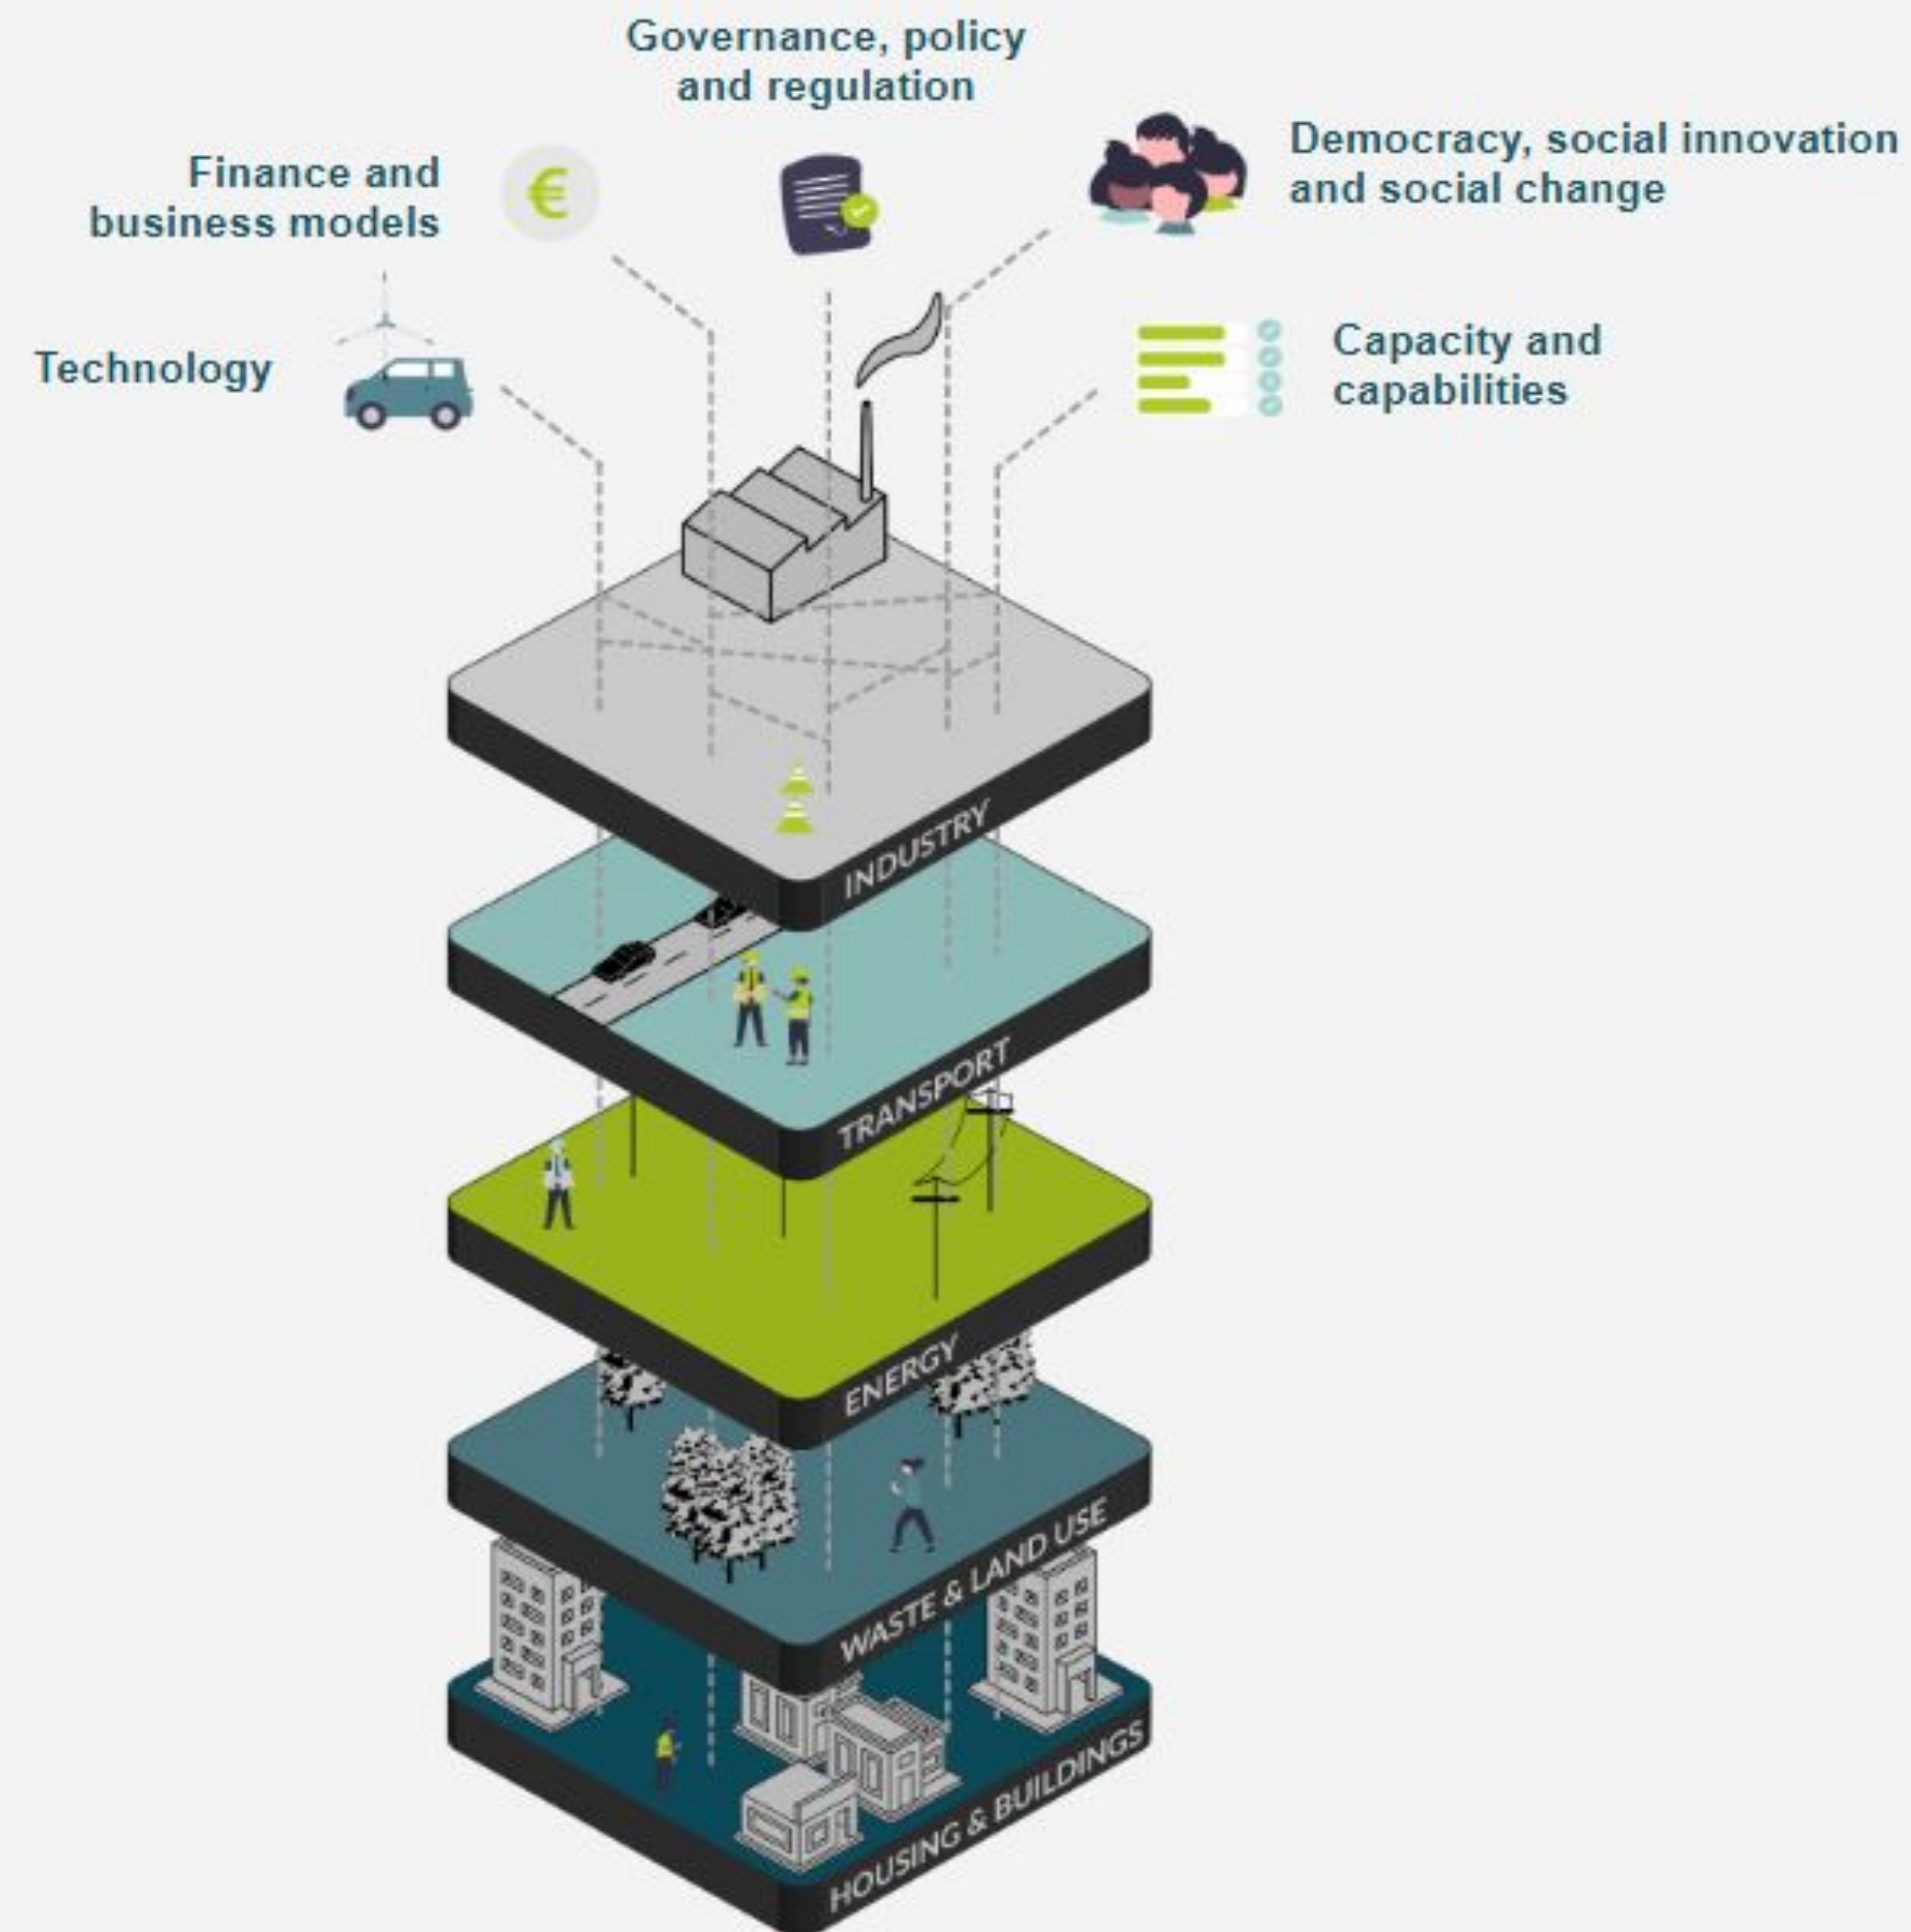 Governance, policy
and regulation
Democracy, social innovation
and social change
Finance and
business models
€
Technology
Capacity and
capabilities
INDUSTRY
TRANSPORT
ENERGY
WASTE & LAND USE
HOUSING & BUILDINGS